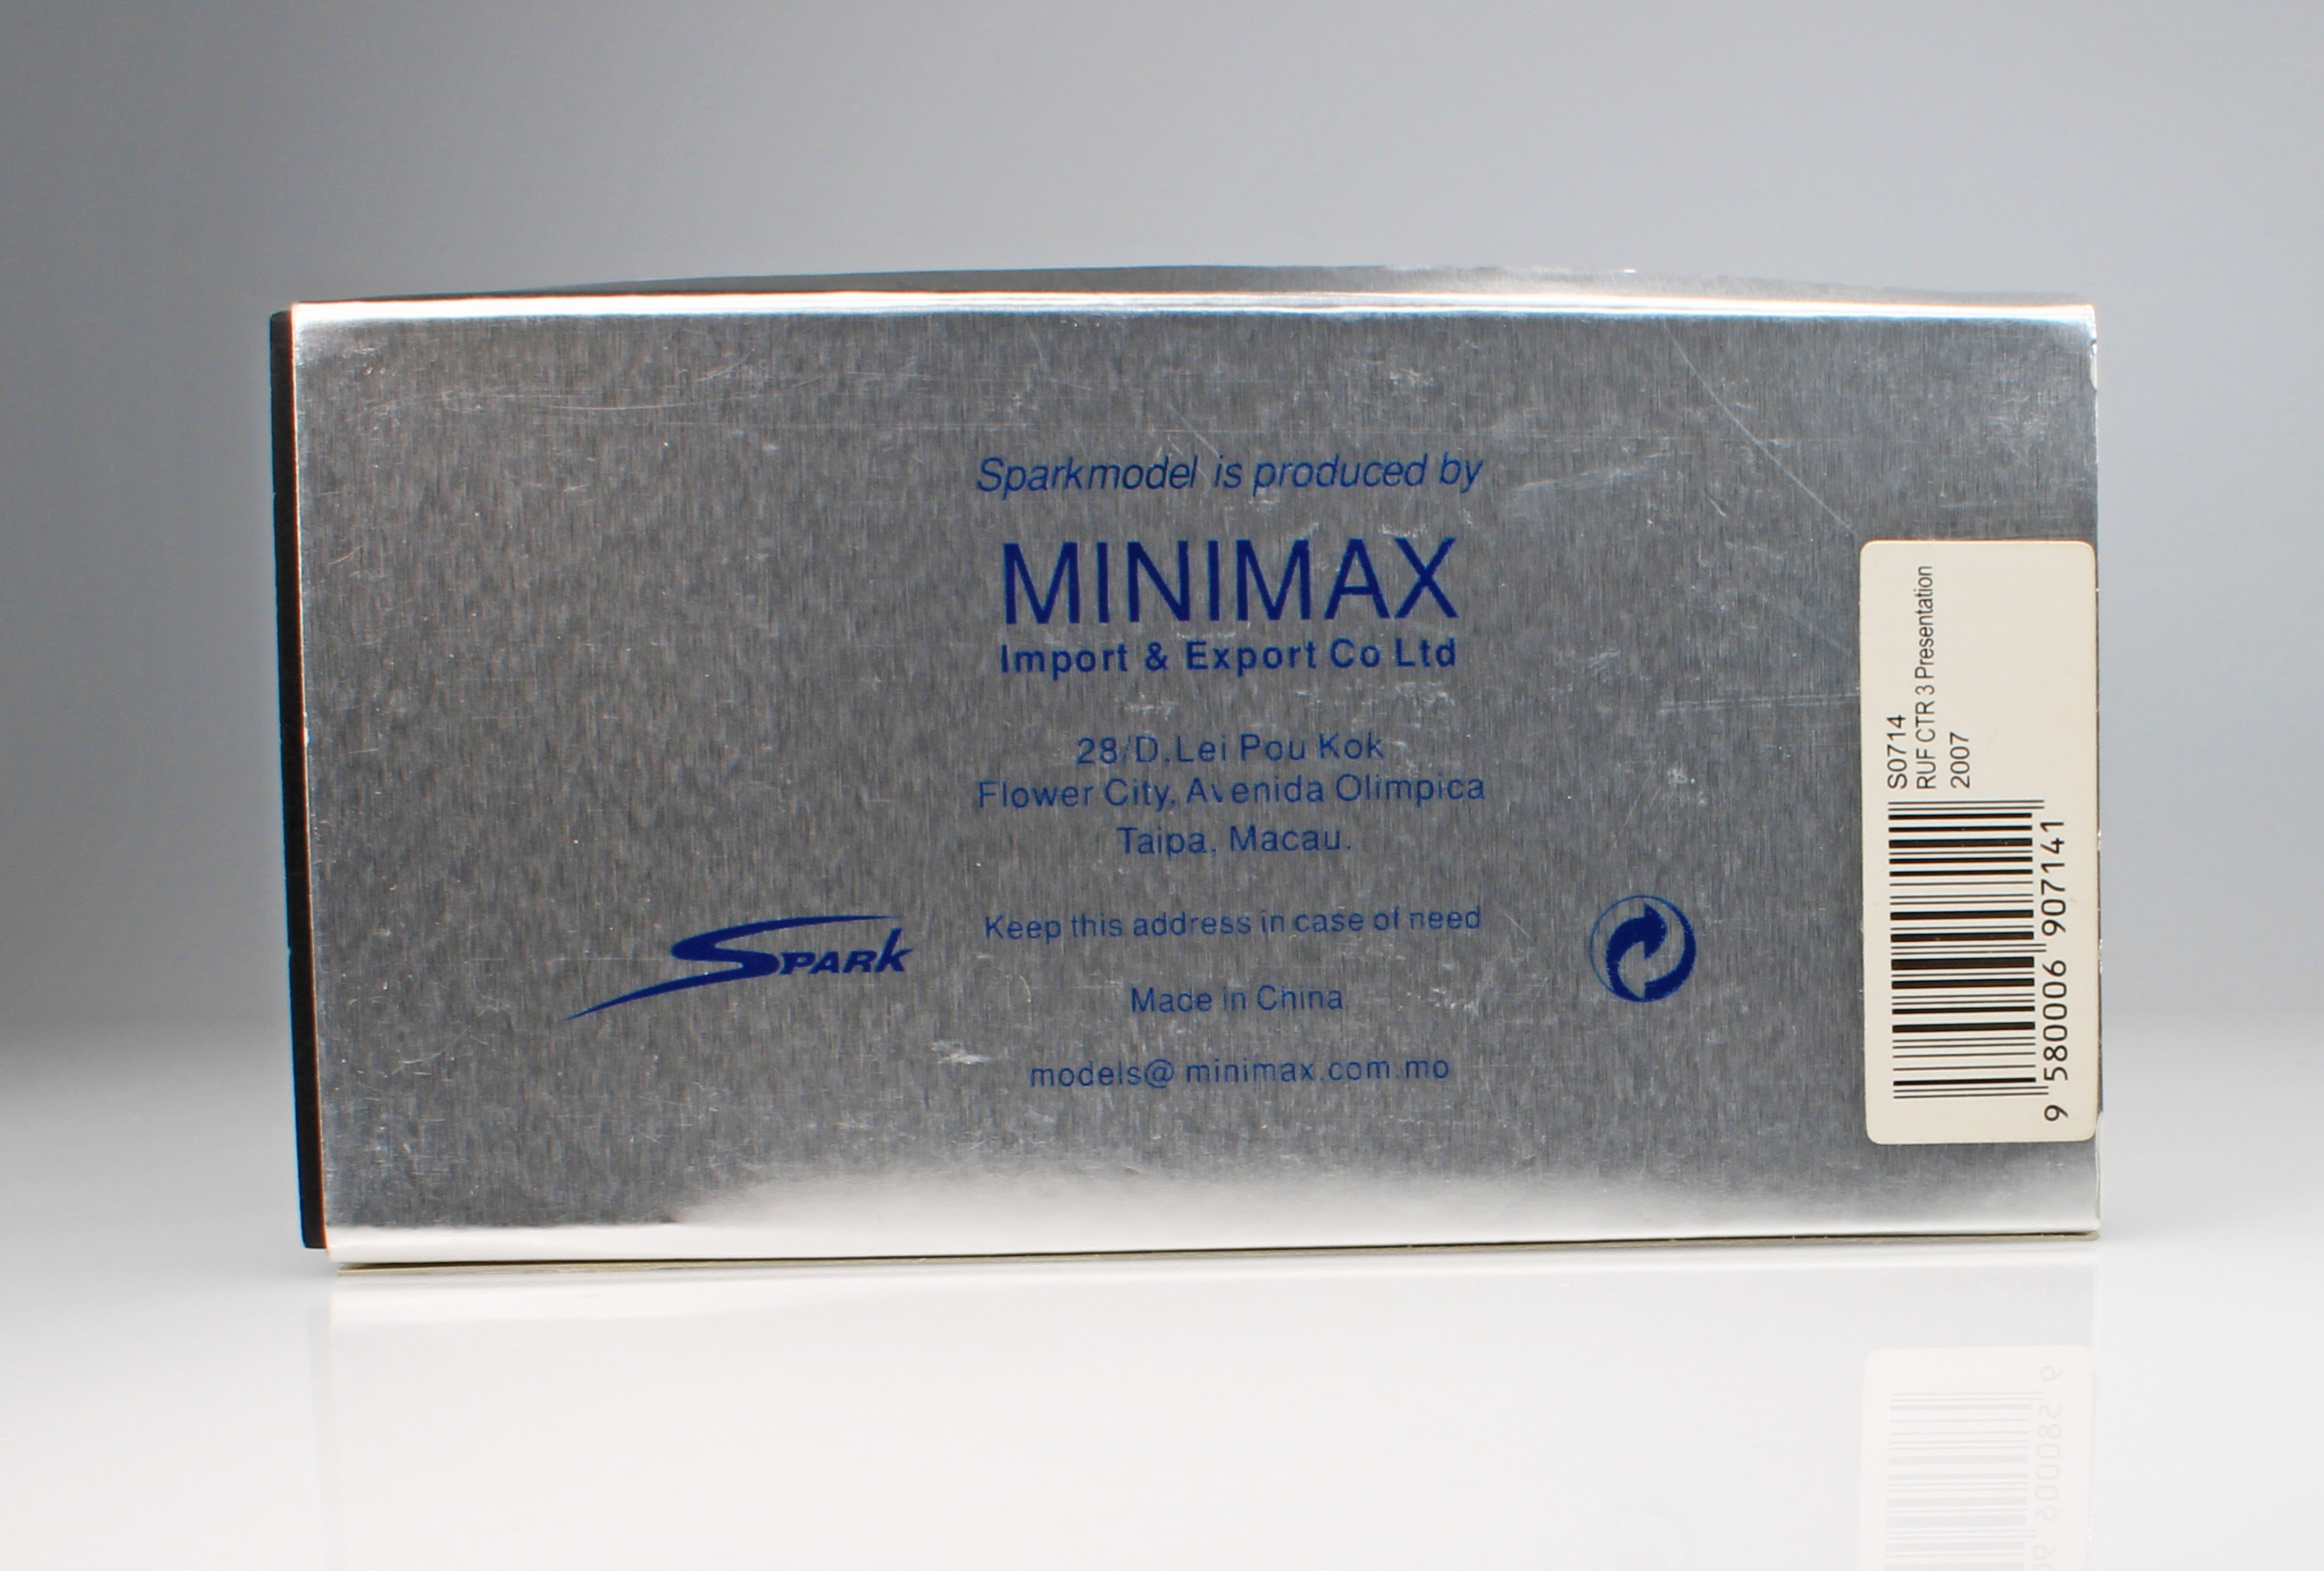 Sparkmodel is produced by
MINIMAX
Import & Export Co Ltd
28/D,Lei Pou Kok
Flower City, Avenida Olimpica
Taipa, Macau.
Keep this address in case of need
SPARK
Made in China
models@ minimax.com.mo
S0714
RUF CTR 3 Presentation
2007
9 580006 907141